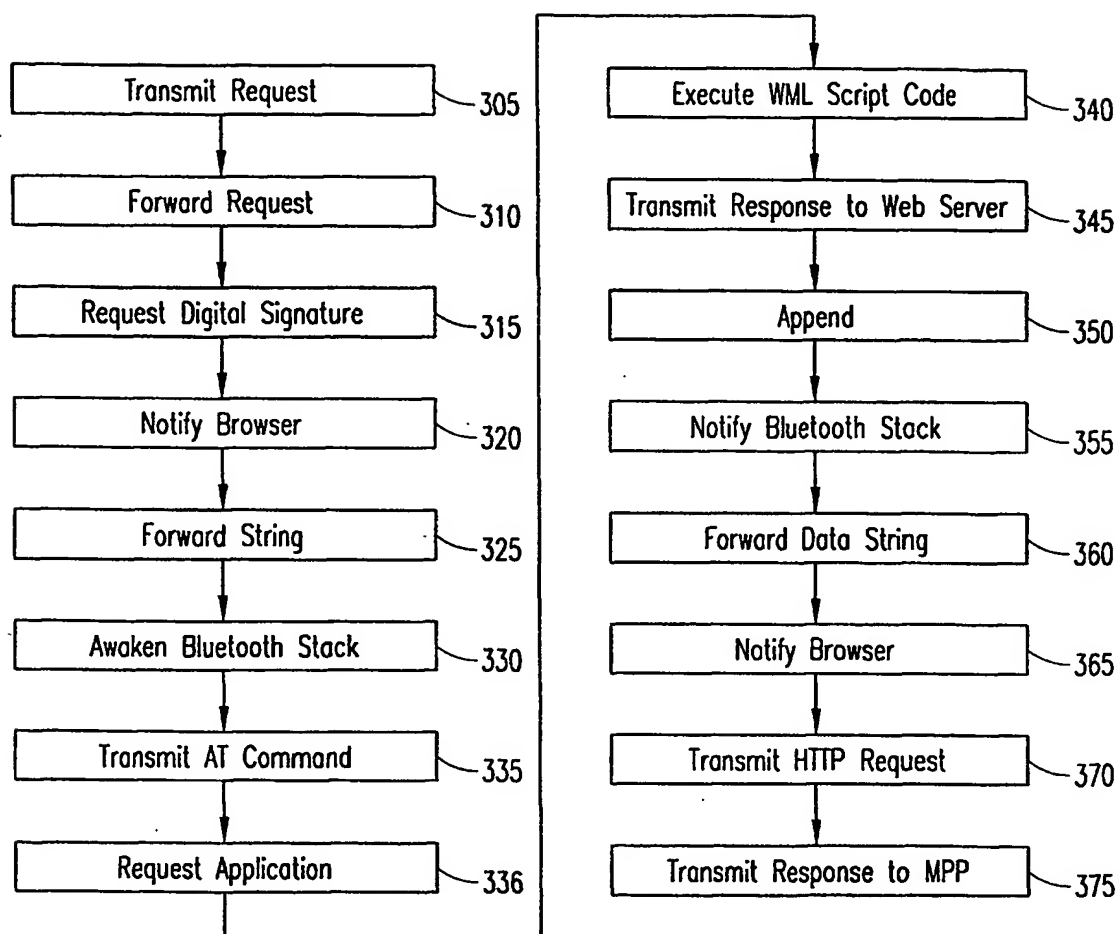 Transmit Request 305
Forward Request 310
Request Digital Signature 315
Notify Browser 320
Forward String 325
Awaken Bluetooth Stack 330
Transmit AT Command 335
Request Application 336
Execute WML Script Code 340
Transmit Response to Web Server 345
Append 350
Notify Bluetooth Stack 355
Forward Data String 360
Notify Browser 365
Transmit HTTP Request 370
Transmit Response to MPP 375